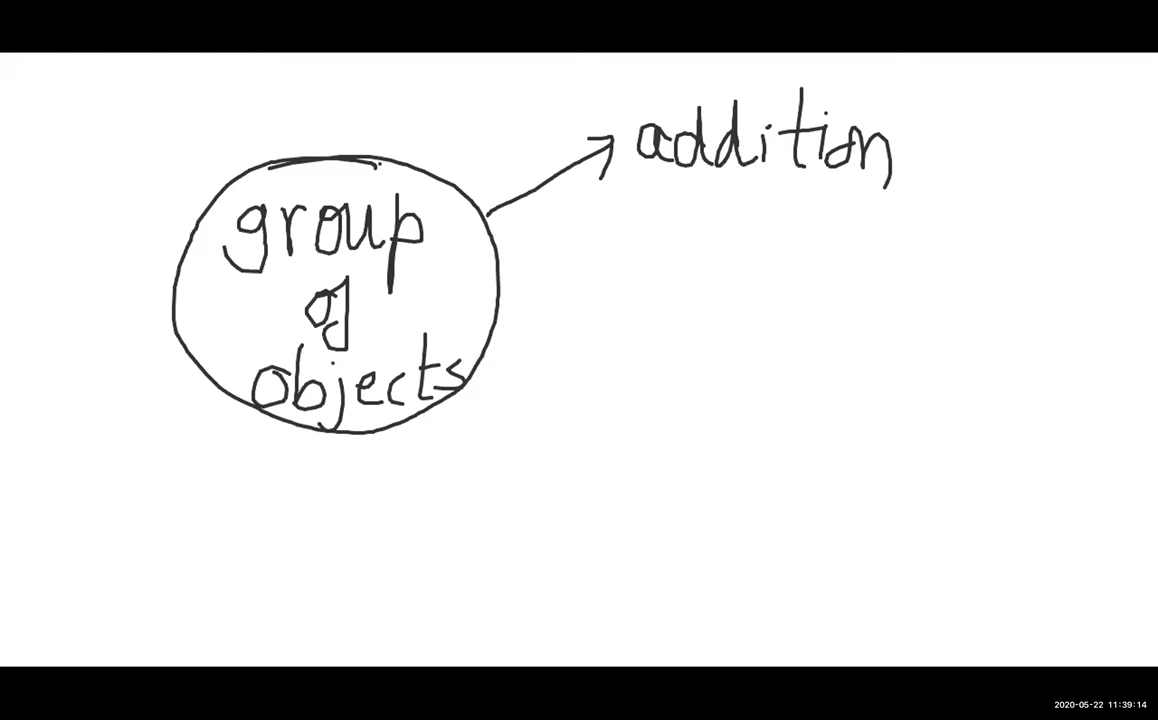 addition
group
of
objects
2020-05-22 11:39:14